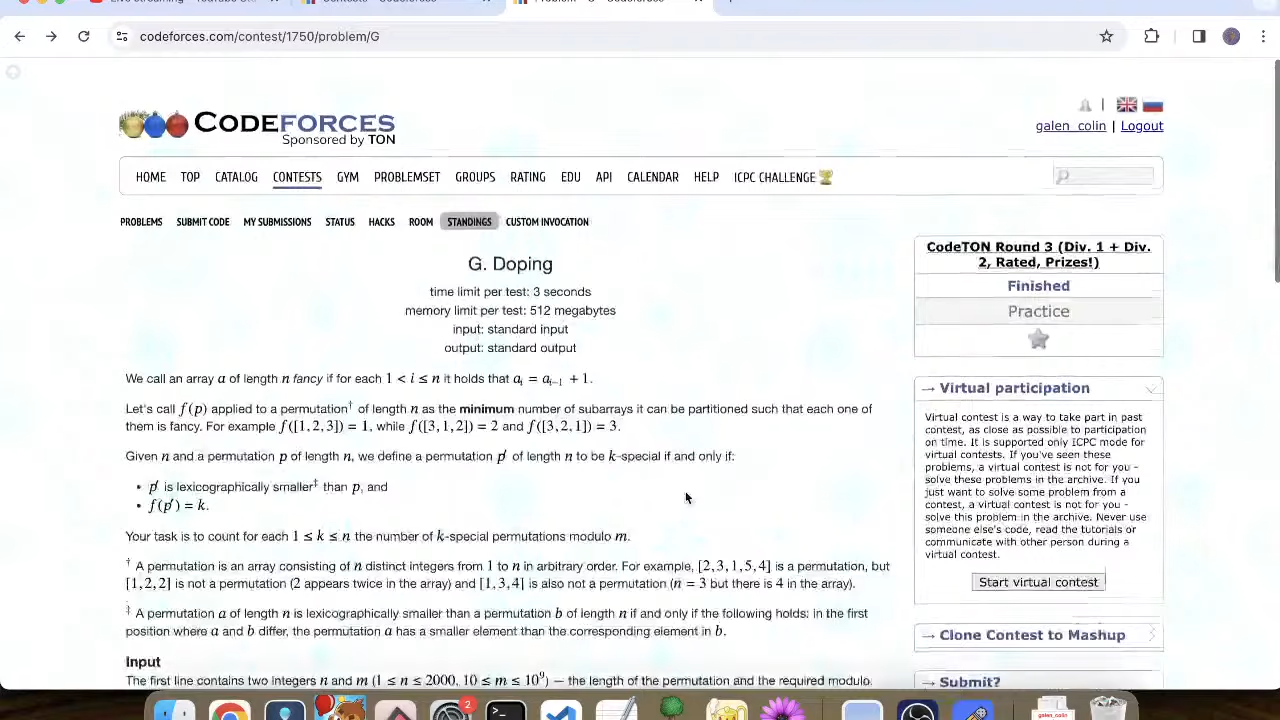 codeforces.com/contest/1750/problem/G
CODEFORCES
Sponsored by TON
galen_colin | Logout
HOME TOP CATALOG CONTESTS GYM PROBLEMSET GROUPS RATING EDU API CALENDAR HELP ICPC CHALLENGE
PROBLEMS SUBMIT CODE MY SUBMISSIONS STATUS HACKS ROOM STANDINGS CUSTOM INVOCATION
G. Doping
time limit per test: 3 seconds
memory limit per test: 512 megabytes
input: standard input
output: standard output
We call an array a of length n fancy if for each 1 < i ≤ n it holds that aᵢ = aᵢ₋₁ + 1.
Let's call f(p) applied to a permutation† of length n as the minimum number of subarrays it can be partitioned such that each one of
them is fancy. For example f([1, 2, 3]) = 1, while f([3, 1, 2]) = 2 and f([3, 2, 1]) = 3.
Given n and a permutation p of length n, we define a permutation p′ of length n to be k-special if and only if:
• p′ is lexicographically smaller‡ than p, and
• f(p′) = k.
Your task is to count for each 1 ≤ k ≤ n the number of k-special permutations modulo m.
† A permutation is an array consisting of n distinct integers from 1 to n in arbitrary order. For example, [2, 3, 1, 5, 4] is a permutation, but
[1, 2, 2] is not a permutation (2 appears twice in the array) and [1, 3, 4] is also not a permutation (n = 3 but there is 4 in the array).
‡ A permutation a of length n is lexicographically smaller than a permutation b of length n if and only if the following holds: in the first
position where a and b differ, the permutation a has a smaller element than the corresponding element in b.
Input
The first line contains two integers n and m (1 ≤ n ≤ 2000, 10 ≤ m ≤ 10⁹) — the length of the permutation and the required modulo.
CodeTON Round 3 (Div. 1 + Div.
2, Rated, Prizes!)
Finished
Practice
→ Virtual participation
Virtual contest is a way to take part in past
contest, as close as possible to participation
on time. It is supported only ICPC mode for
virtual contests. If you've seen these
problems, a virtual contest is not for you -
solve these problems in the archive. If you
just want to solve some problem from a
contest, a virtual contest is not for you -
solve this problem in the archive. Never use
someone else's code, read the tutorials or
communicate with other person during a
virtual contest.
Start virtual contest
→ Clone Contest to Mashup
→ Submit?
2
galen_colin